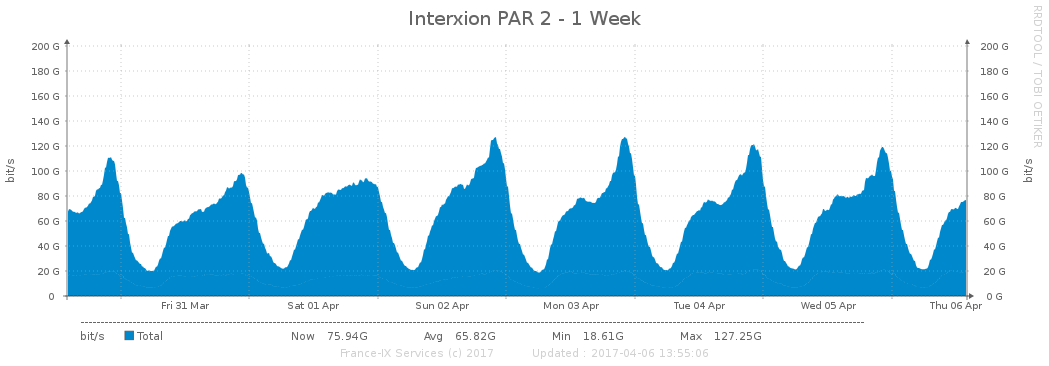 Interxion PAR 2 - 1 Week
RRDTOOL / TOBI OETIKER
bit/s
200 G 200 G
180 G 180 G
160 G 160 G
140 G 140 G
120 G 120 G
100 G 100 G
80 G 80 G
60 G 60 G
40 G 40 G
20 G 20 G
0 0 G
bit/s
Fri 31 Mar Sat 01 Apr Sun 02 Apr Mon 03 Apr Tue 04 Apr Wed 05 Apr Thu 06 Apr
bit/s Total Now 75.94G Avg 65.82G Min 18.61G Max 127.25G
France-IX Services (c) 2017 Updated : 2017-04-06 13:55:06